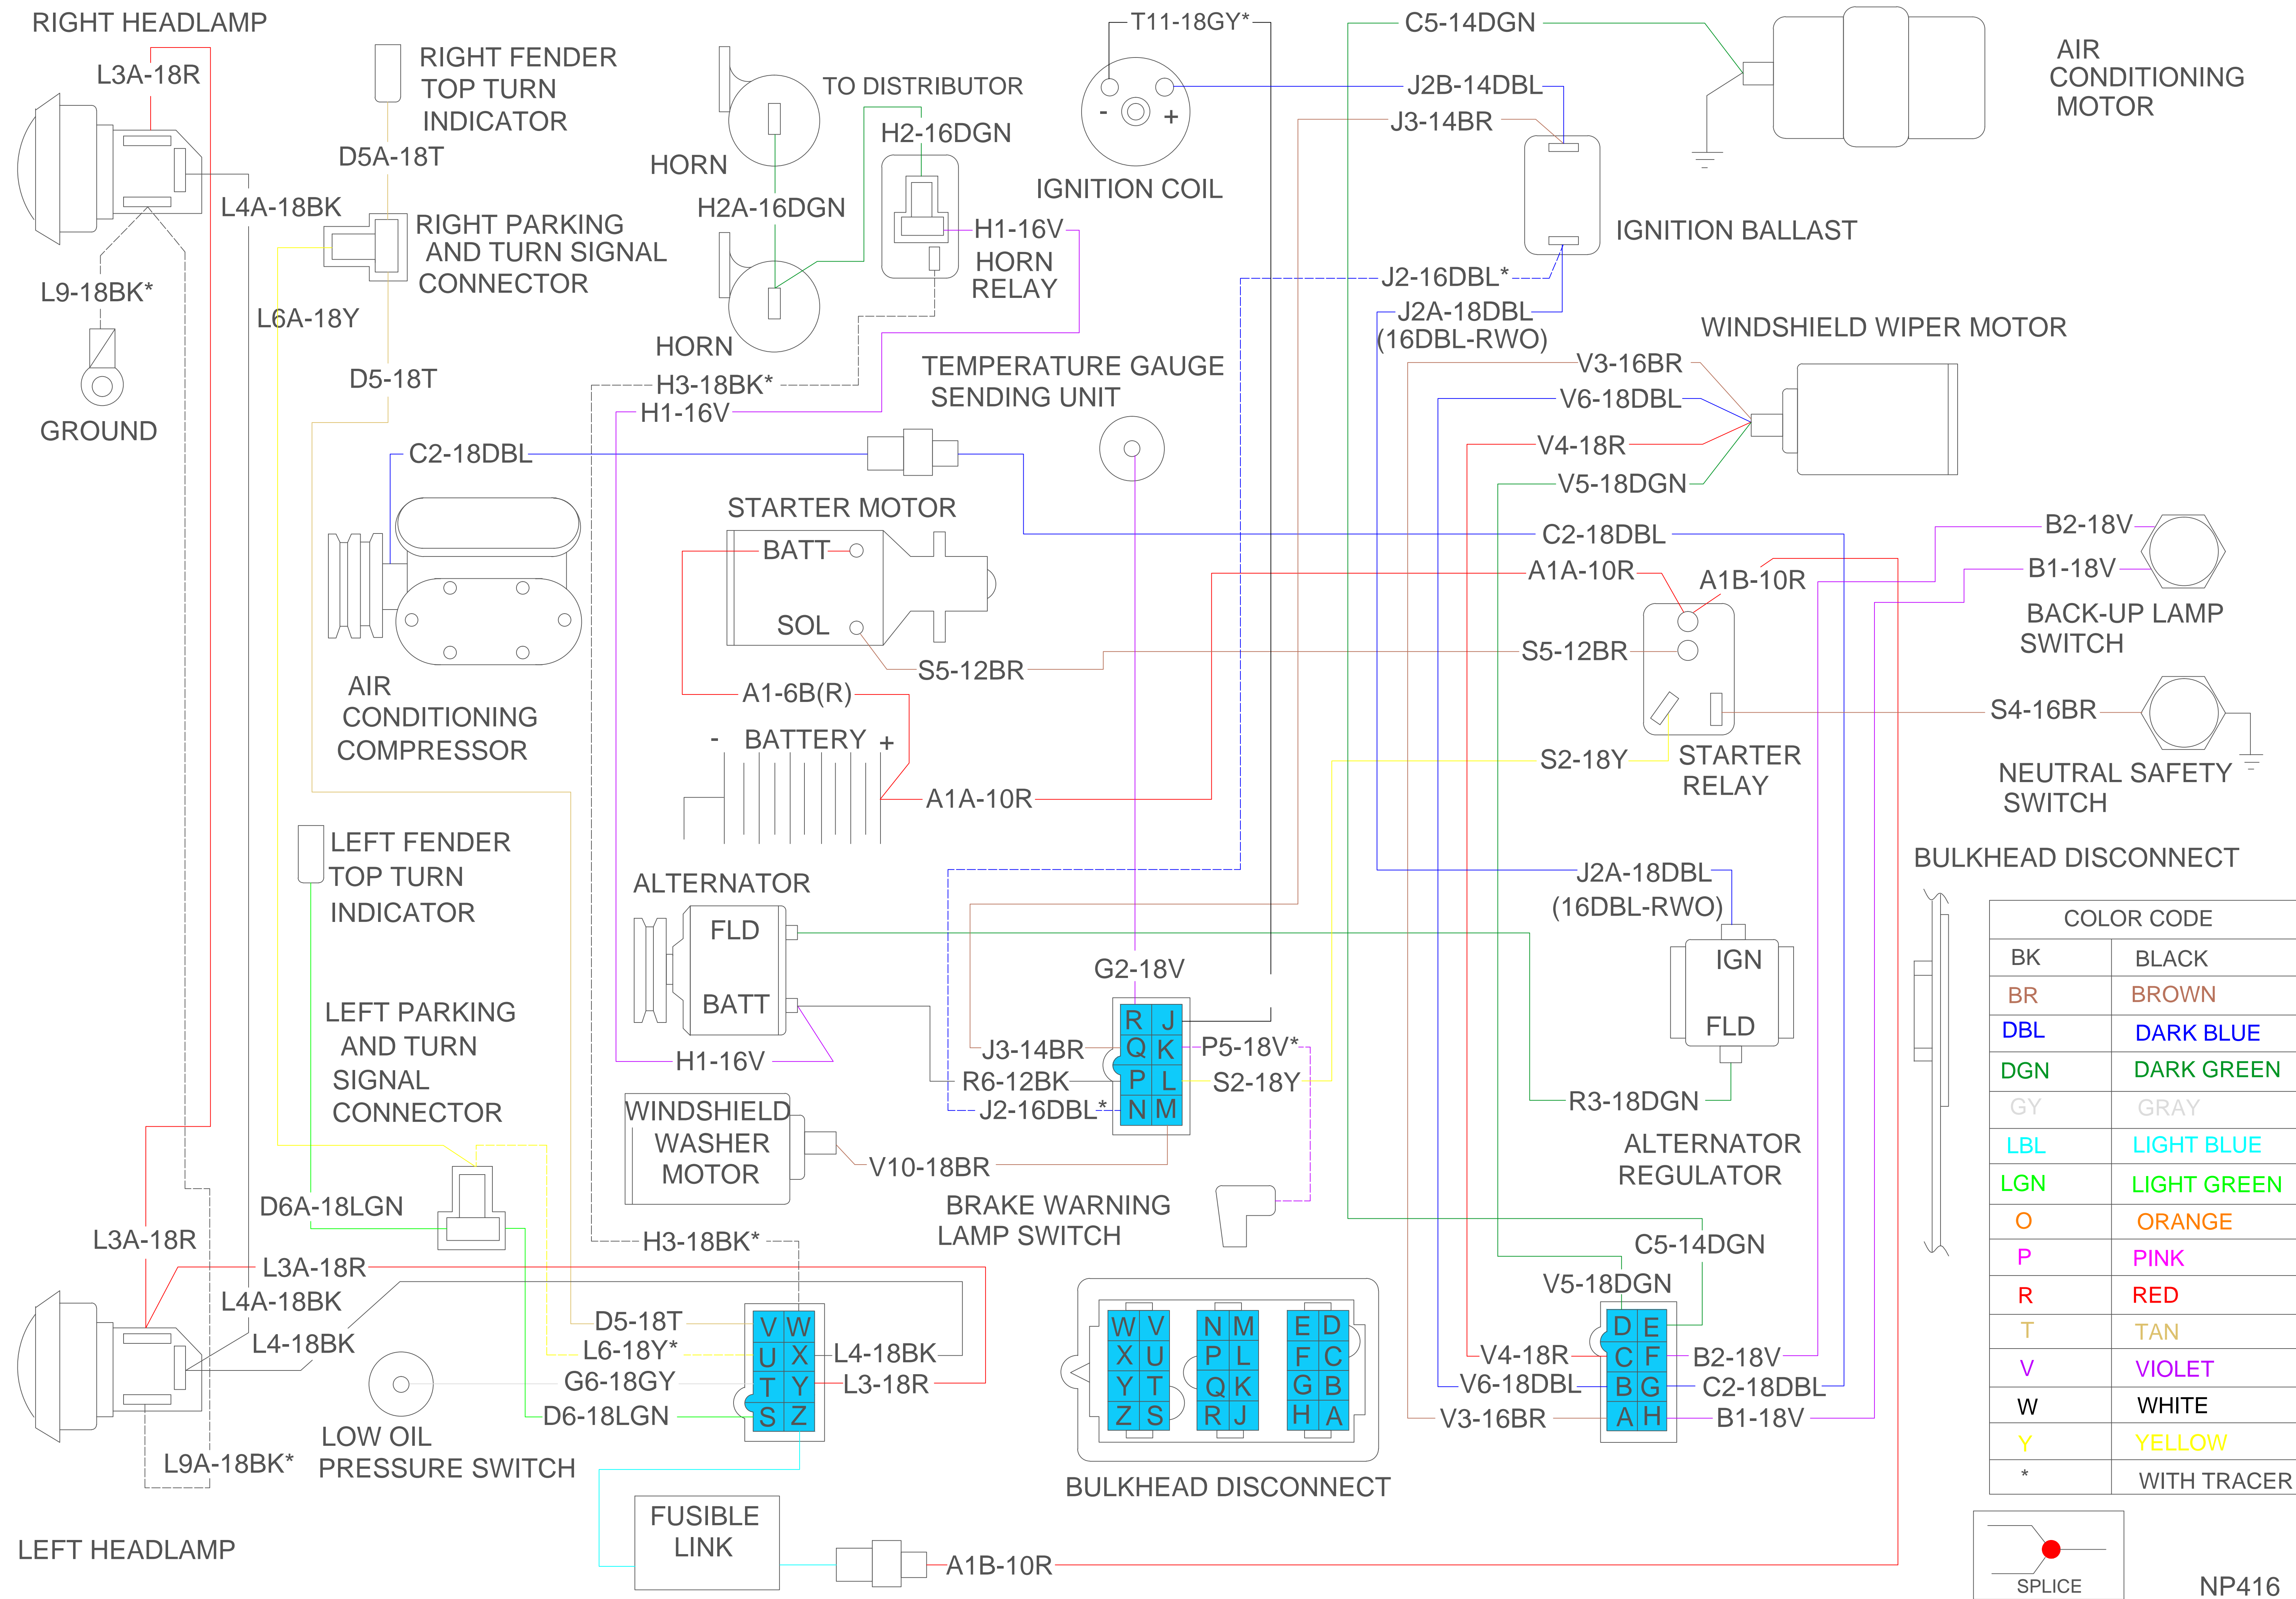 RIGHT HEADLAMP
L3A-18R
RIGHT FENDER
TOP TURN
INDICATOR
D5A-18T
L4A-18BK
RIGHT PARKING
AND TURN SIGNAL
CONNECTOR
L9-18BK*
GROUND
L6A-18Y
D5-18T
HORN
TO DISTRIBUTOR
H2-16DGN
H2A-16DGN
HORN
H1-16V
HORN
RELAY
H3-18BK*
H1-16V
T11-18GY*
-
+
IGNITION COIL
C5-14DGN
J2B-14DBL
J3-14BR
IGNITION BALLAST
J2-16DBL*
J2A-18DBL
(16DBL-RWO)
AIR
CONDITIONING
MOTOR
WINDSHIELD WIPER MOTOR
V3-16BR
V6-18DBL
V4-18R
V5-18DGN
TEMPERATURE GAUGE
SENDING UNIT
C2-18DBL
STARTER MOTOR
BATT
SOL
C2-18DBL
A1A-10R
A1B-10R
S5-12BR
S5-12BR
B2-18V
B1-18V
BACK-UP LAMP
SWITCH
S4-16BR
NEUTRAL SAFETY
SWITCH
S2-18Y
STARTER
RELAY
AIR
CONDITIONING
COMPRESSOR
A1-6B(R)
- BATTERY +
A1A-10R
LEFT FENDER
TOP TURN
INDICATOR
ALTERNATOR
FLD
BATT
H1-16V
G2-18V
R J
Q K
P L
N M
J3-14BR
R6-12BK
J2-16DBL*
P5-18V*
S2-18Y
J2A-18DBL
(16DBL-RWO)
IGN
FLD
R3-18DGN
ALTERNATOR
REGULATOR
BULKHEAD DISCONNECT
LEFT PARKING
AND TURN
SIGNAL
CONNECTOR
WINDSHIELD
WASHER
MOTOR
V10-18BR
BRAKE WARNING
LAMP SWITCH
D6A-18LGN
L3A-18R
L3A-18R
L4A-18BK
L4-18BK
H3-18BK*
D5-18T
L6-18Y*
G6-18GY
D6-18LGN
V W
U X
T Y
S Z
L4-18BK
L3-18R
LOW OIL
PRESSURE SWITCH
L9A-18BK*
LEFT HEADLAMP
FUSIBLE
LINK
A1B-10R
W V N M E D
X U P L F C
Y T Q K G B
Z S R J H A
BULKHEAD DISCONNECT
C5-14DGN
V5-18DGN
D E
C F
B G
A H
V4-18R
V6-18DBL
V3-16BR
B2-18V
C2-18DBL
B1-18V
COLOR CODE
BK BLACK
BR BROWN
DBL DARK BLUE
DGN DARK GREEN
GY GRAY
LBL LIGHT BLUE
LGN LIGHT GREEN
O ORANGE
P PINK
R RED
T TAN
V VIOLET
W WHITE
Y YELLOW
* WITH TRACER
SPLICE
NP416